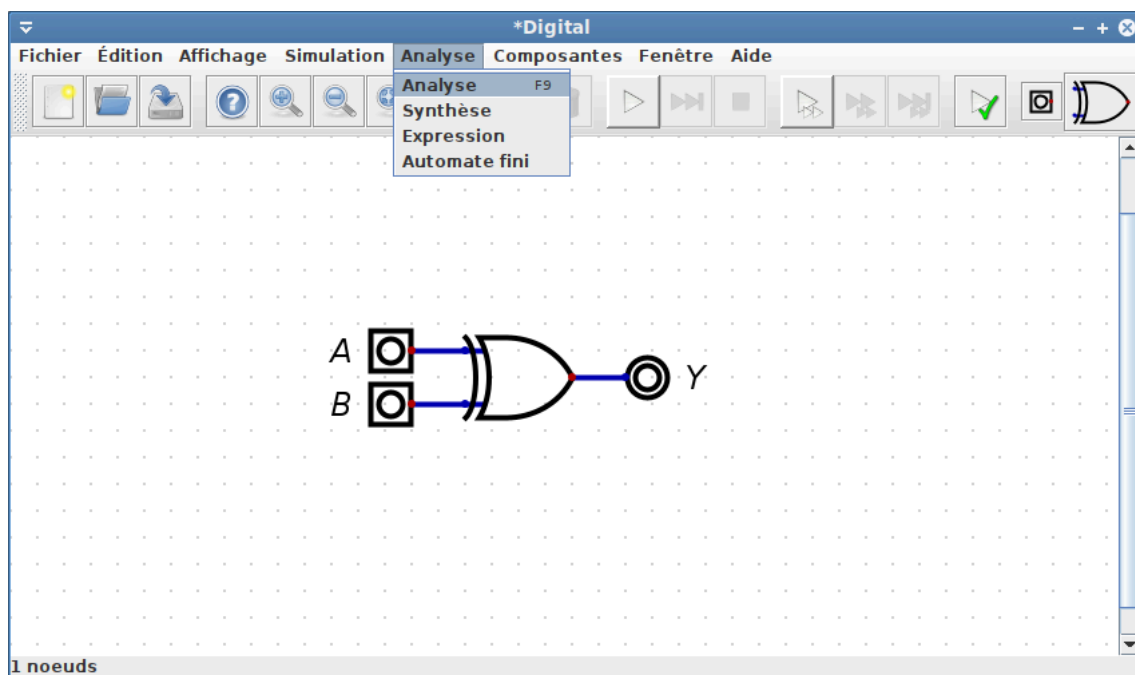 *Digital
Fichier Édition Affichage Simulation Analyse Composantes Fenêtre Aide
Analyse F9
Synthèse
Expression
Automate fini
A
B
Y
1 noeuds